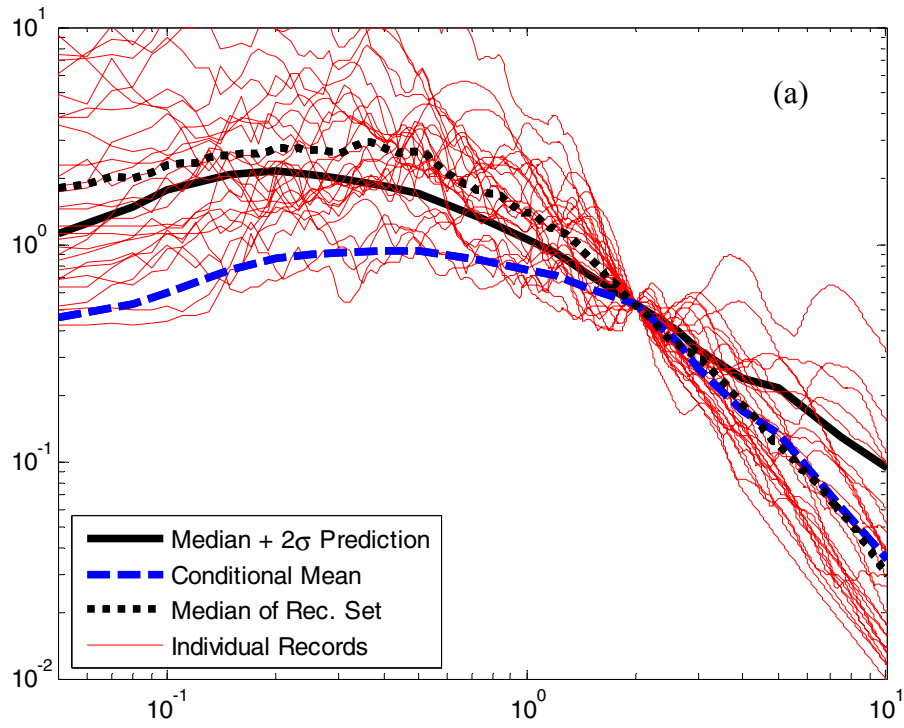 10^1
(a)
10^0
10^-1
Median + 2σ Prediction
Conditional Mean
Median of Rec. Set
Individual Records
10^-2
10^-1
10^0
10^1